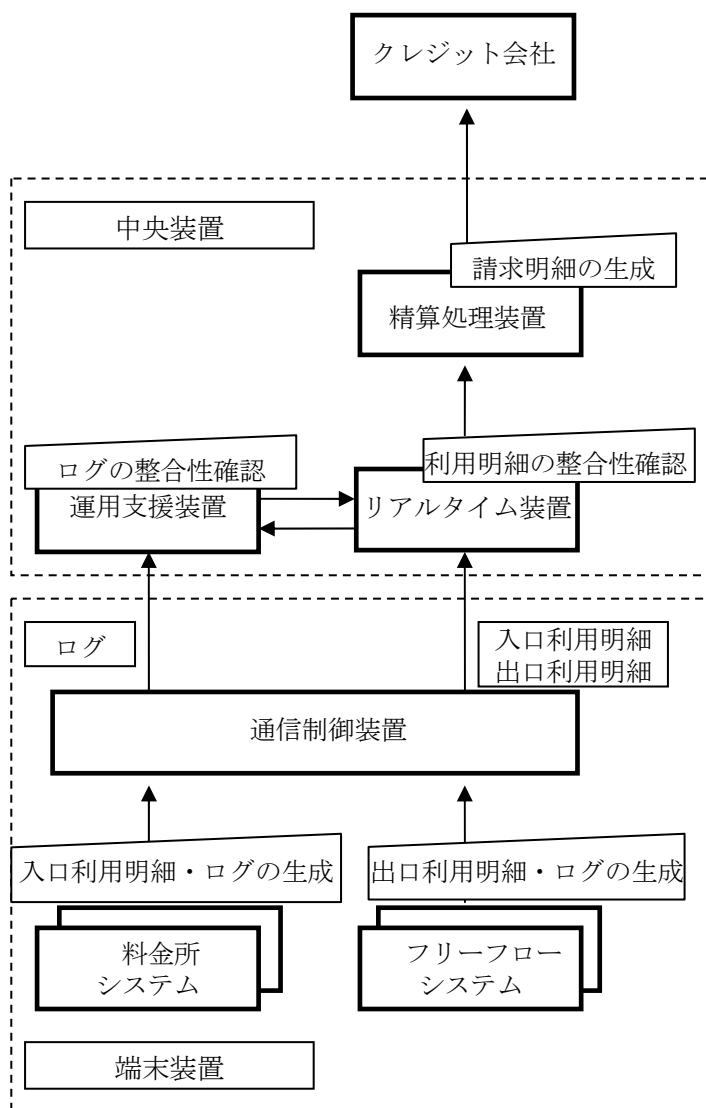 クレジット会社
中央装置
請求明細の生成
精算処理装置
ログの整合性確認
利用明細の整合性確認
運用支援装置
リアルタイム装置
ログ
入口利用明細
出口利用明細
通信制御装置
入口利用明細・ログの生成
出口利用明細・ログの生成
料金所
システム
フリーフロー
システム
端末装置